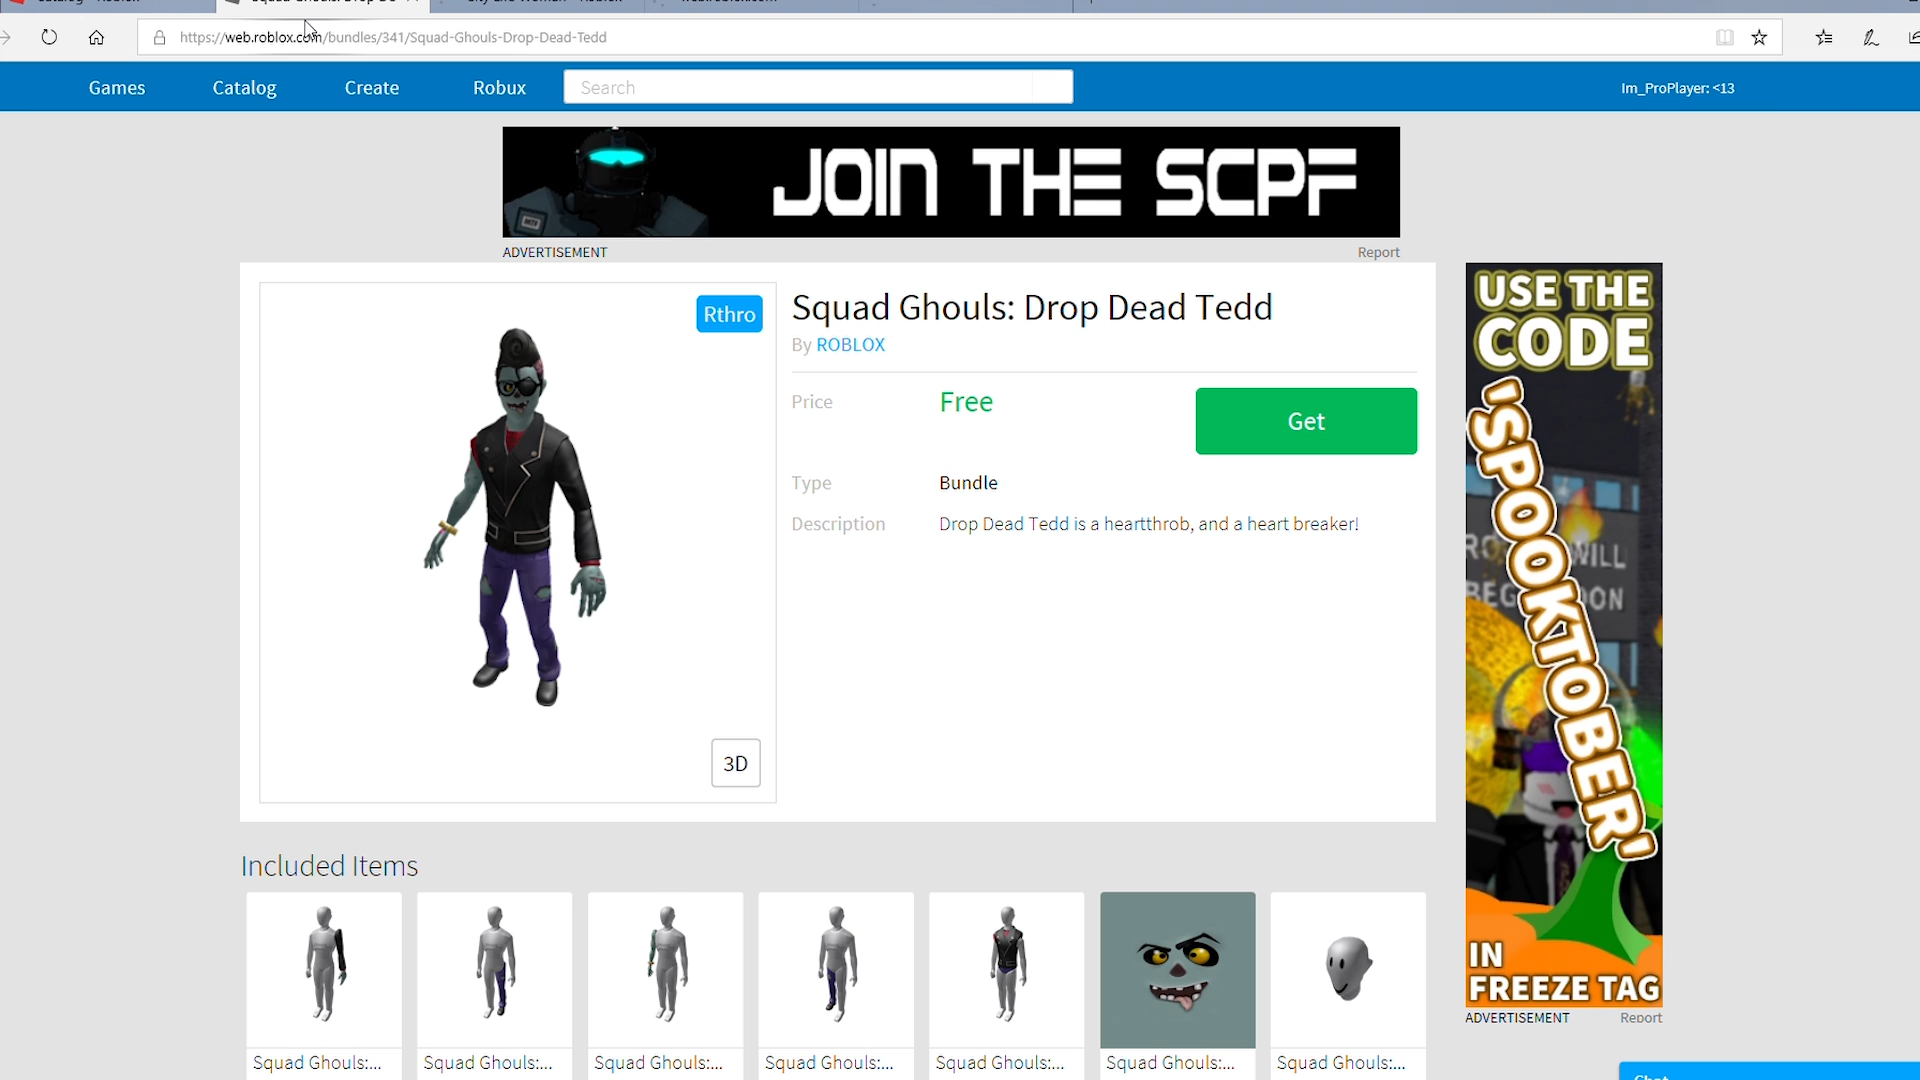 https://web.roblox.com/bundles/341/Squad-Ghouls-Drop-Dead-Tedd
Games
Catalog
Create
Robux
Search
Im_ProPlayer: <13
JOIN THE SCPF
ADVERTISEMENT
Report
Rthro
3D
Squad Ghouls: Drop Dead Tedd
By ROBLOX
Price
Free
Get
Type
Bundle
Description
Drop Dead Tedd is a heartthrob, and a heart breaker!
USE THE
CODE
'SPOOKTOBER'
IN
FREEZE TAG
ADVERTISEMENT
Report
Included Items
Squad Ghouls:...
Squad Ghouls:...
Squad Ghouls:...
Squad Ghouls:...
Squad Ghouls:...
Squad Ghouls:...
Squad Ghouls:...